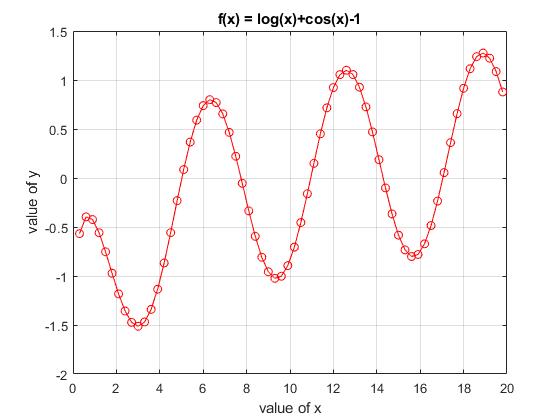 f(x) = log(x)+cos(x)-1
1.5
1
0.5
0
-0.5
-1
-1.5
-2
value of y
0 2 4 6 8 10 12 14 16 18 20
value of x